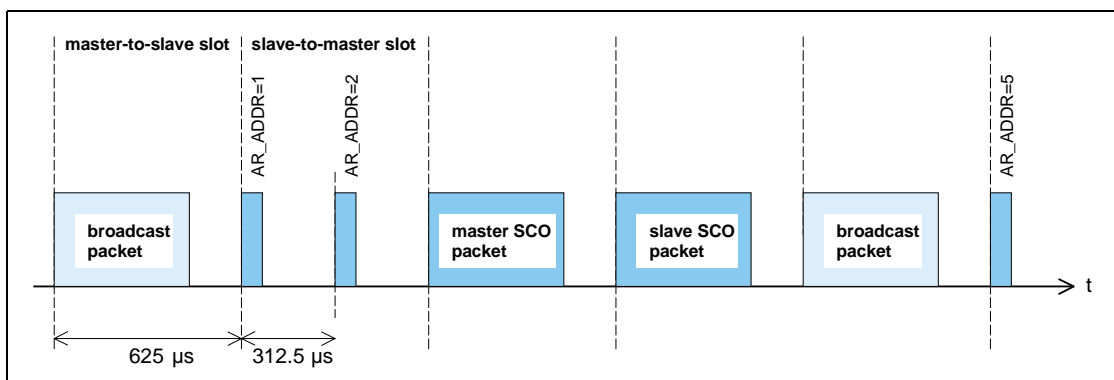 master-to-slave slot
slave-to-master slot
AR_ADDR=1
AR_ADDR=2
AR_ADDR=5
broadcast
packet
master SCO
packet
slave SCO
packet
broadcast
packet
t
625 µs
312.5 µs